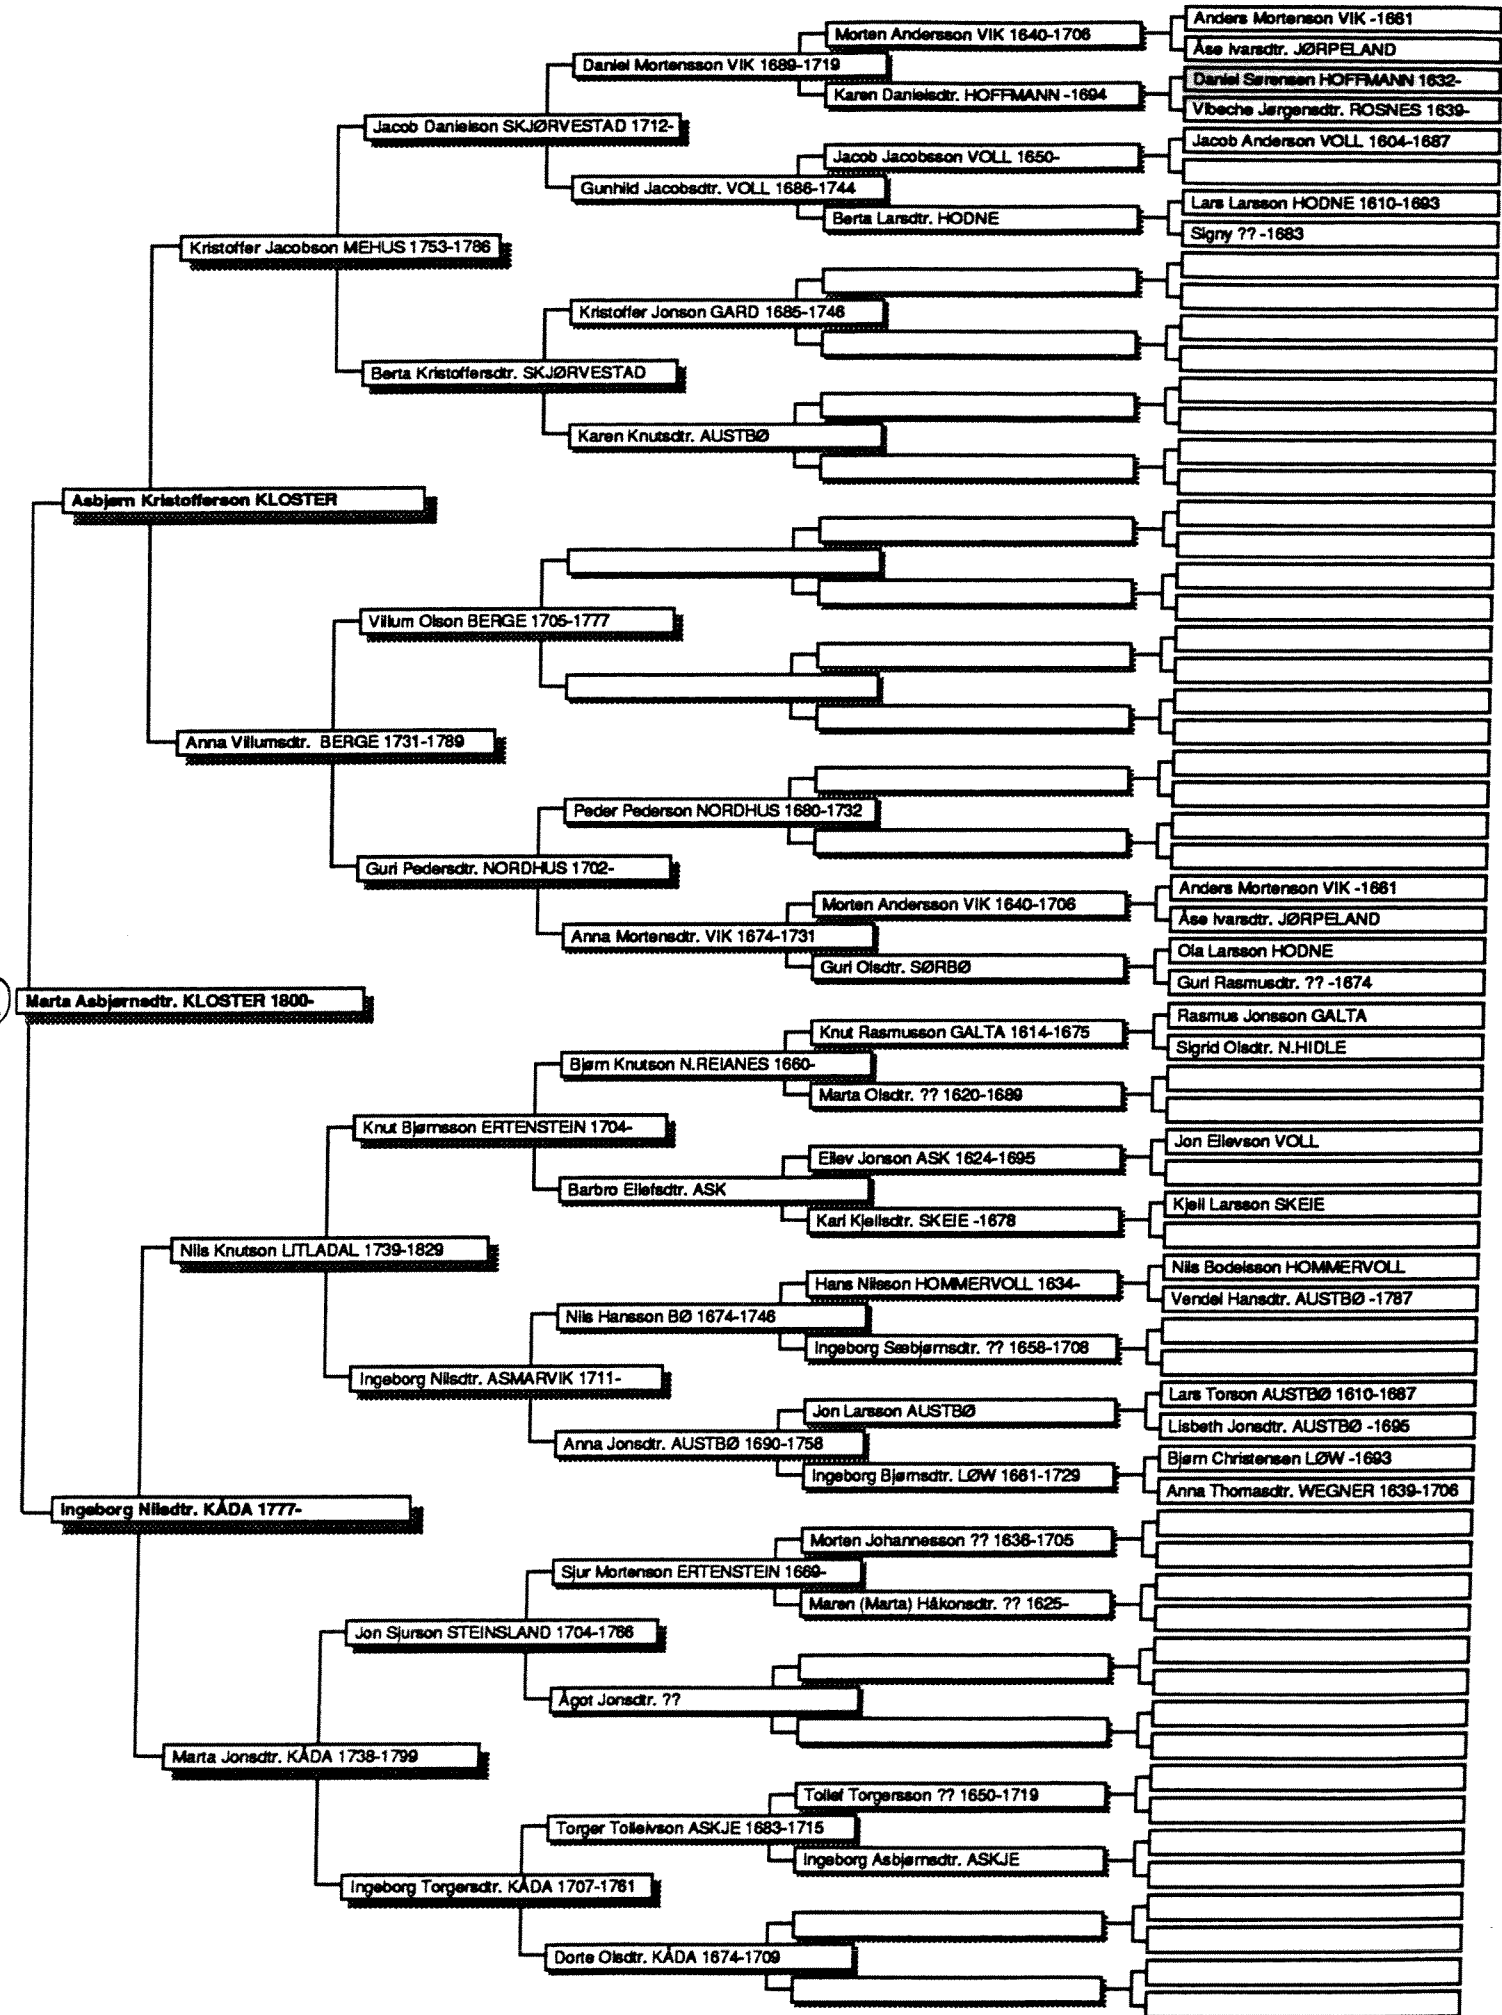 Anders Mortenson VIK -1661
Morten Andersson VIK 1640-1706
Åse Ivarsdtr. JØRPELAND
Daniel Mortensson VIK 1689-1719
Daniel Sørensen HOFFMANN 1632-
Karen Danielsdtr. HOFFMANN -1694
Vibeche Jørgensdtr. ROSNES 1639-
Jacob Danielson SKJØRVESTAD 1712-
Jacob Anderson VOLL 1604-1687
Jacob Jacobsson VOLL 1650-
Gunhild Jacobsdtr. VOLL 1686-1744
Lars Larsson HODNE 1610-1693
Berta Larsdtr. HODNE
Signy ?? -1683
Kristoffer Jacobson MEHUS 1753-1786
Kristoffer Jonson GARD 1685-1746
Berta Kristoffersdtr. SKJØRVESTAD
Karen Knutsdtr. AUSTBØ
Asbjørn Kristofferson KLOSTER
Villum Olson BERGE 1705-1777
Anna Villumsdtr. BERGE 1731-1789
Peder Pederson NORDHUS 1680-1732
Guri Pedersdtr. NORDHUS 1702-
Anders Mortenson VIK -1661
Morten Andersson VIK 1640-1706
Åse Ivarsdtr. JØRPELAND
Anna Mortensdtr. VIK 1674-1731
Ola Larsson HODNE
Guri Olsdtr. SØRBØ
Guri Rasmusdtr. ?? -1674
Marta Asbjørnsdtr. KLOSTER 1800-
Rasmus Jonsson GALTA
Knut Rasmusson GALTA 1614-1675
Sigrid Olsdtr. N.HIDLE
Bjørn Knutson N.REIANES 1660-
Marta Olsdtr. ?? 1620-1689
Knut Bjørnsson ERTENSTEIN 1704-
Jon Ellevson VOLL
Ellev Jonson ASK 1624-1695
Barbro Ellefsdtr. ASK
Kjell Larsson SKEIE
Kari Kjellsdtr. SKEIE -1678
Nils Knutson LITLADAL 1739-1829
Nils Bodelsson HOMMERVOLL
Hans Nilsson HOMMERVOLL 1634-
Vendel Hansdtr. AUSTBØ -1787
Nils Hansson BØ 1674-1746
Ingeborg Sæbjørnsdtr. ?? 1658-1708
Ingeborg Nilsdtr. ASMARVIK 1711-
Lars Torson AUSTBØ 1610-1687
Jon Larsson AUSTBØ
Lisbeth Jonsdtr. AUSTBØ -1695
Anna Jonsdtr. AUSTBØ 1690-1758
Bjørn Christensen LØW -1693
Ingeborg Bjørnsdtr. LØW 1661-1729
Anna Thomasdtr. WEGNER 1639-1706
Ingeborg Nilsdtr. KÅDA 1777-
Morten Johannesson ?? 1636-1705
Sjur Mortenson ERTENSTEIN 1669-
Maren (Marta) Håkonsdtr. ?? 1625-
Jon Sjurson STEINSLAND 1704-1766
Ågot Jonsdtr. ??
Marta Jonsdtr. KÅDA 1738-1799
Tollef Torgersson ?? 1650-1719
Torger Tolleivson ASKJE 1683-1715
Ingeborg Asbjørnsdtr. ASKJE
Ingeborg Torgersdtr. KÅDA 1707-1761
Dorte Olsdtr. KÅDA 1674-1709